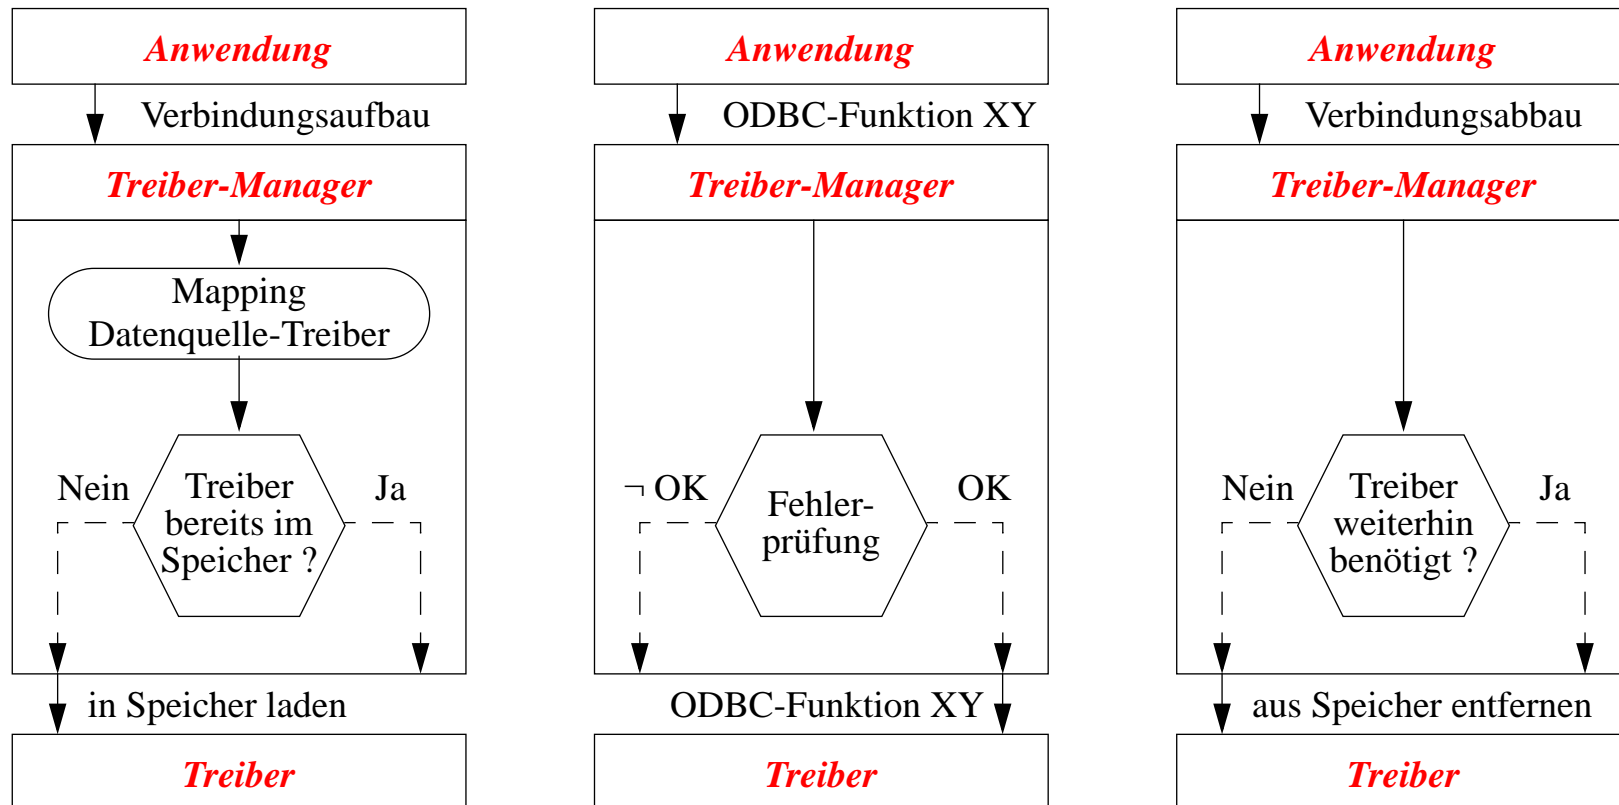 Anwendung
Verbindungsaufbau
Treiber-Manager
Mapping
Datenquelle-Treiber
Nein
Treiber
bereits im
Speicher ?
Ja
in Speicher laden
Treiber
Anwendung
ODBC-Funktion XY
Treiber-Manager
¬ OK
Fehler-
prüfung
OK
ODBC-Funktion XY
Treiber
Anwendung
Verbindungsabbau
Treiber-Manager
Nein
Treiber
weiterhin
benötigt ?
Ja
aus Speicher entfernen
Treiber